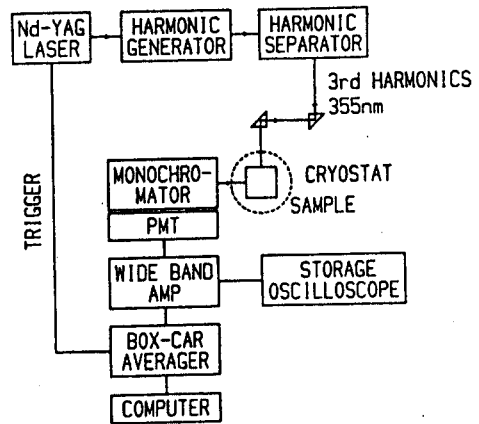 Nd-YAG
LASER
HARMONIC
GENERATOR
HARMONIC
SEPARATOR
3rd HARMONICS
355nm
MONOCHRO-
MATOR
CRYOSTAT
SAMPLE
TRIGGER
PMT
WIDE BAND
AMP
STORAGE
OSCILLOSCOPE
BOX-CAR
AVERAGER
COMPUTER